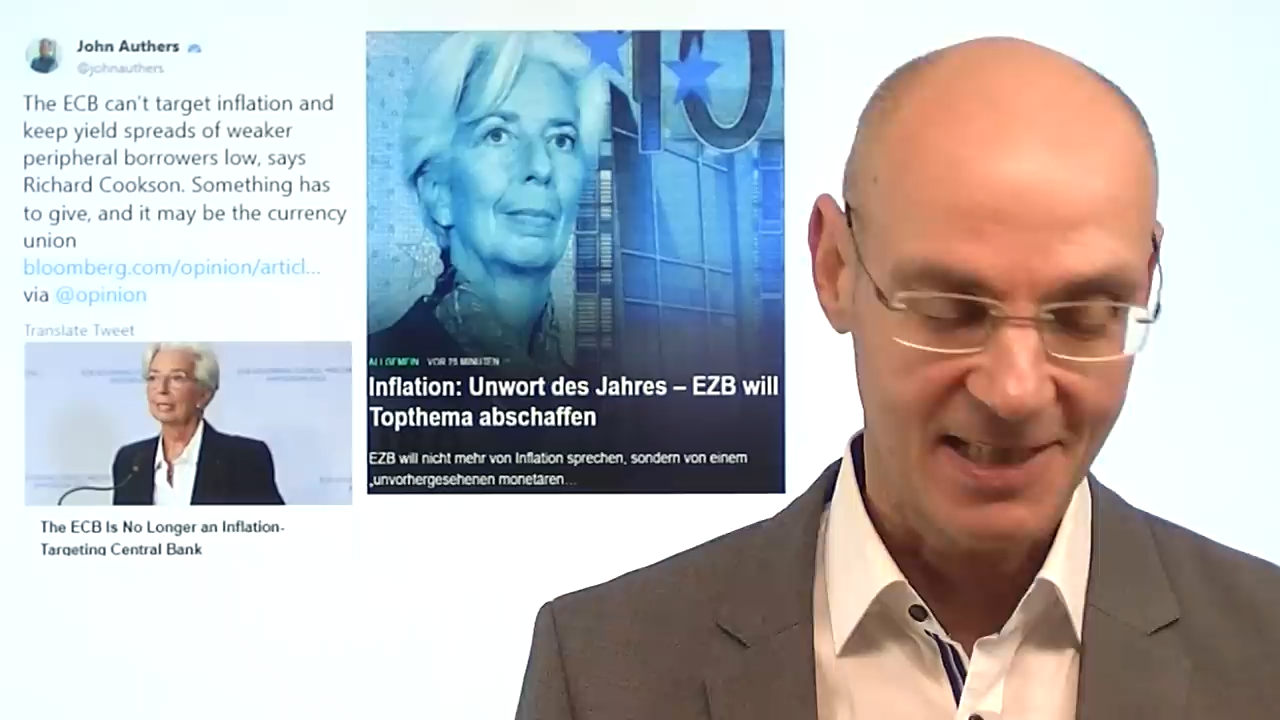 John Authers
@johnauthers
The ECB can't target inflation and
keep yield spreads of weaker
peripheral borrowers low, says
Richard Cookson. Something has
to give, and it may be the currency
union
bloomberg.com/opinion/articl...
via @opinion
Translate Tweet
The ECB Is No Longer an Inflation-
Targeting Central Bank
10
ALLGEMEIN VOR 75 MINUTEN
Inflation: Unwort des Jahres – EZB will
Topthema abschaffen
EZB will nicht mehr von Inflation sprechen, sondern von einem
„unvorhergesehenen monetären...